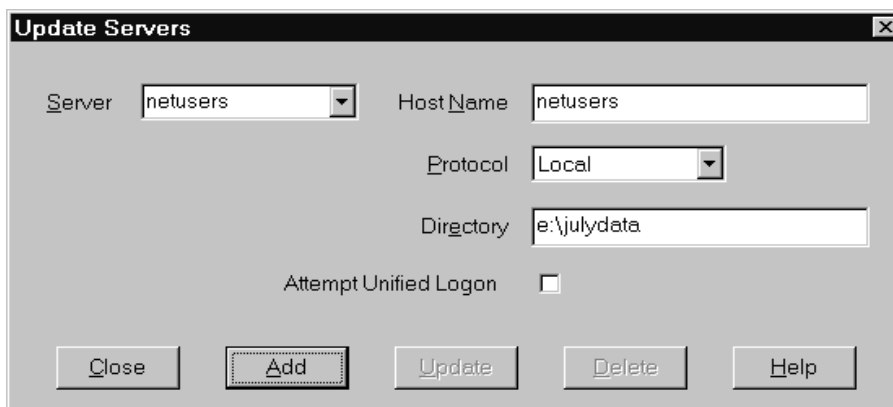 Update Servers
Server netusers Host Name netusers
Protocol Local
Directory e:\julydata
Attempt Unified Logon
Close Add Update Delete Help